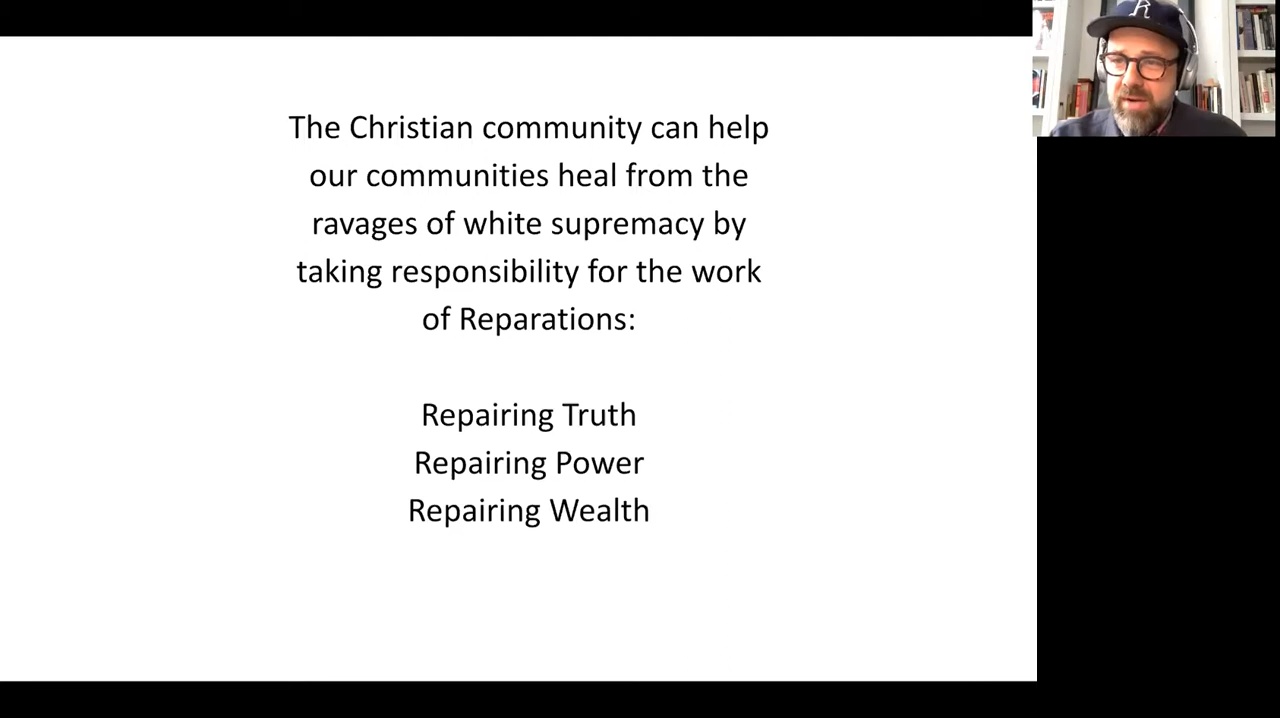 The Christian community can help
our communities heal from the
ravages of white supremacy by
taking responsibility for the work
of Reparations:
Repairing Truth
Repairing Power
Repairing Wealth